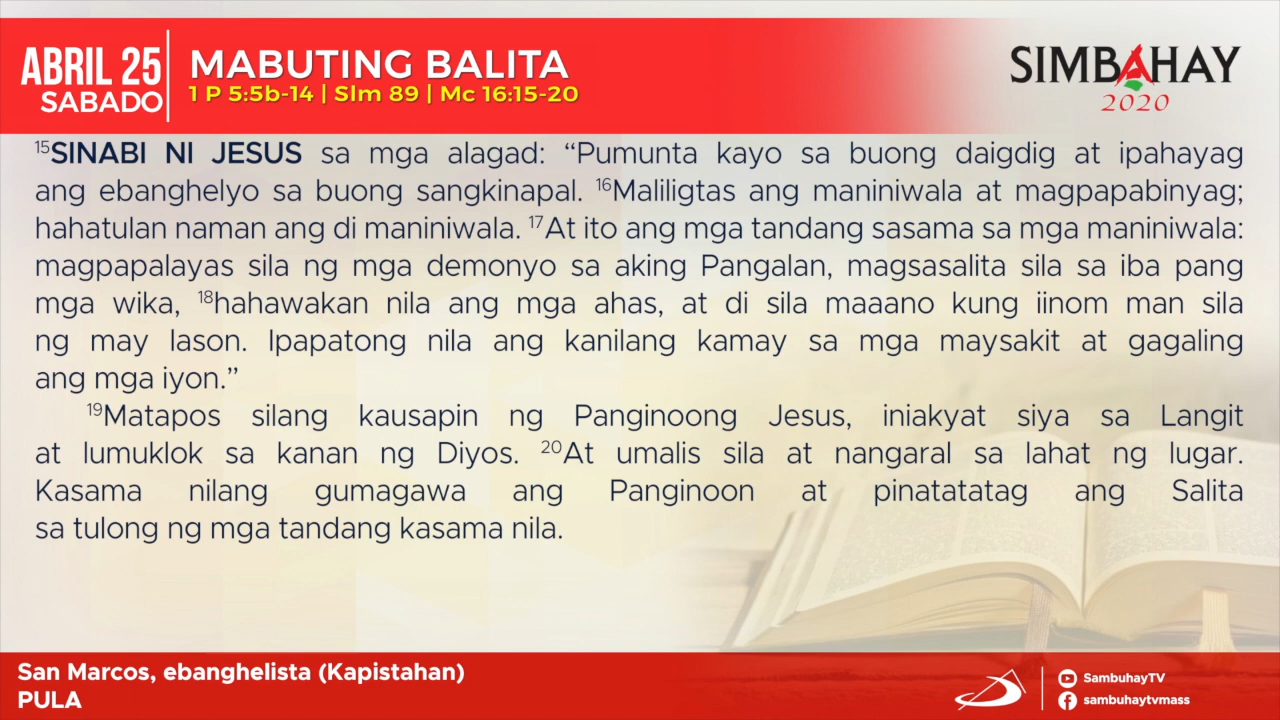 ABRIL 25
SABADO
MABUTING BALITA
1 P 5:5b-14 | Slm 89 | Mc 16:15-20
SIMBAHAY
2020
15SINABI NI JESUS sa mga alagad: “Pumunta kayo sa buong daigdig at ipahayag
ang ebanghelyo sa buong sangkinapal. 16Maliligtas ang maniniwala at magpapabinyag;
hahatulan naman ang di maniniwala. 17At ito ang mga tandang sasama sa mga maniniwala:
magpapalayas sila ng mga demonyo sa aking Pangalan, magsasalita sila sa iba pang
mga wika, 18hahawakan nila ang mga ahas, at di sila maaano kung iinom man sila
ng may lason. Ipapatong nila ang kanilang kamay sa mga maysakit at gagaling
ang mga iyon.”
19Matapos silang kausapin ng Panginoong Jesus, iniakyat siya sa Langit
at lumuklok sa kanan ng Diyos. 20At umalis sila at nangaral sa lahat ng lugar.
Kasama nilang gumagawa ang Panginoon at pinatatatag ang Salita
sa tulong ng mga tandang kasama nila.
San Marcos, ebanghelista (Kapistahan)
PULA
SambuhayTV
sambuhaytvmass